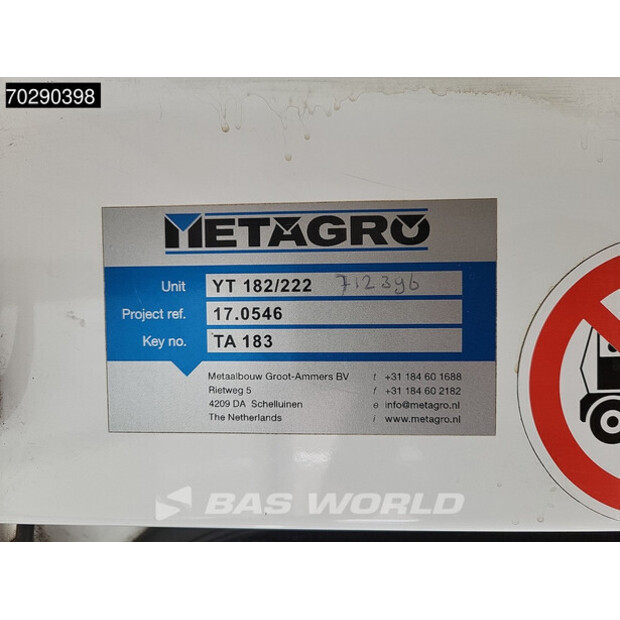 70290398
METAGRO
Unit YT 182/222 712396
Project ref. 17.0546
Key no. TA 183
Metaalbouw Groot-Ammers BV t +31 184 60 1688
Rietweg 5 f +31 184 60 2182
4209 DA Schelluinen e info@metagro.nl
The Netherlands i www.metagro.nl
BAS WORLD